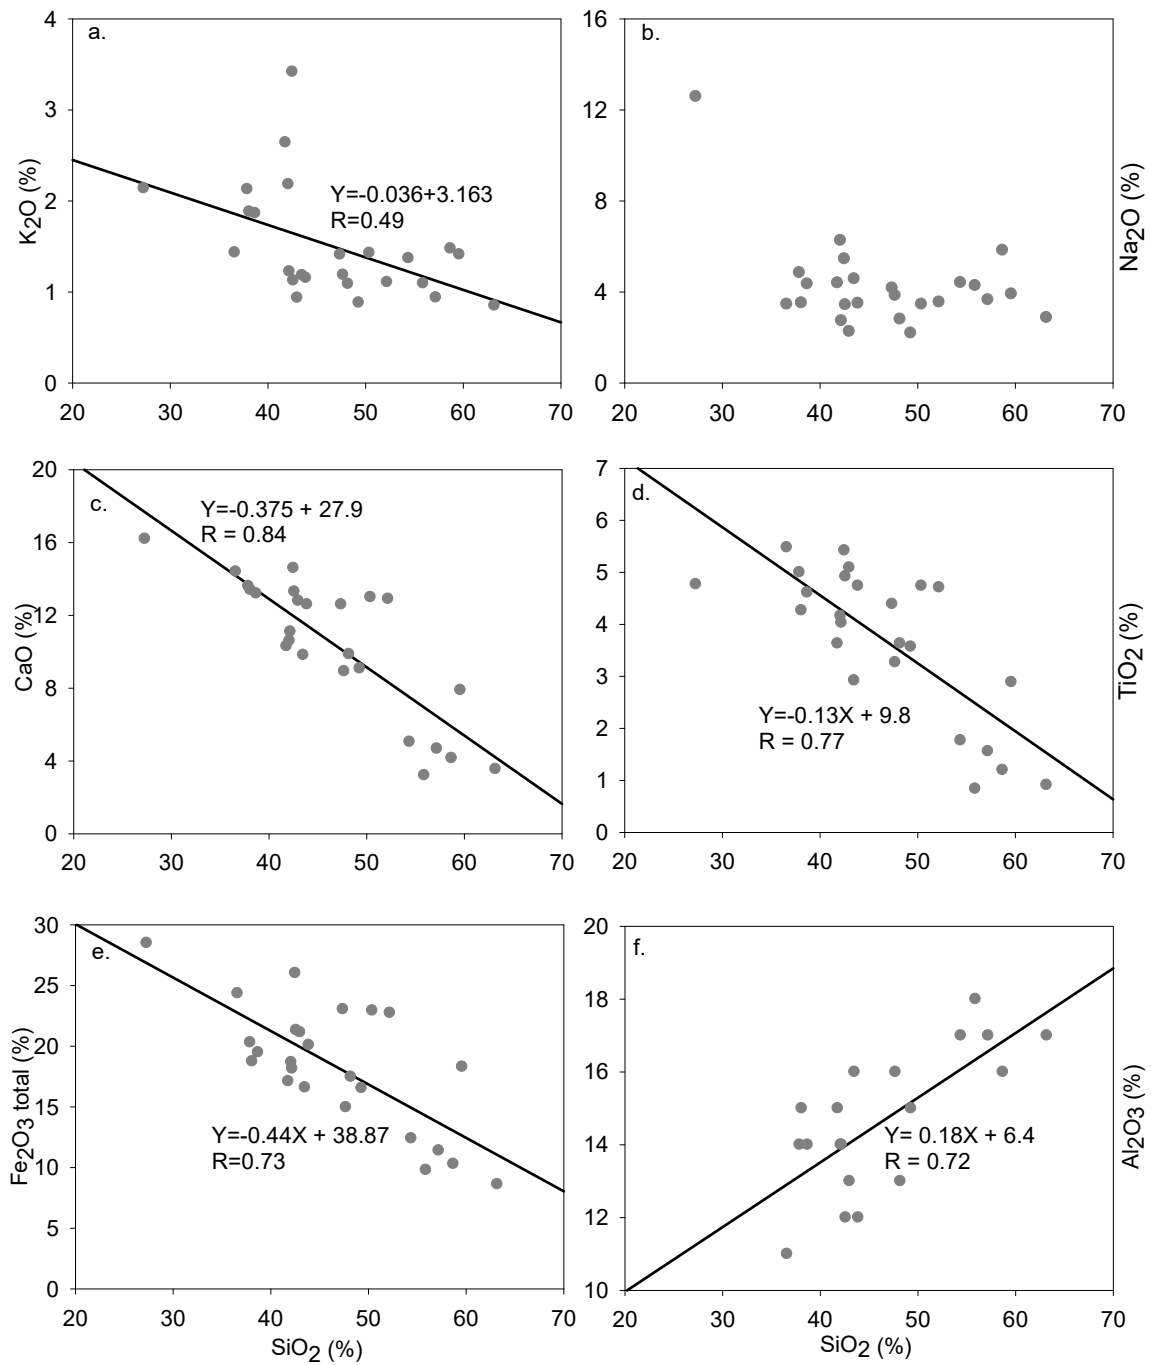 a.
4
3
2
1
0
K2O (%)
Y=-0.036+3.163
R=0.49
20 30 40 50 60 70
b.
16
12
8
4
0
Na2O (%)
20 30 40 50 60 70
c.
20
16
12
8
4
0
CaO (%)
Y=-0.375 + 27.9
R = 0.84
20 30 40 50 60 70
d.
7
6
5
4
3
2
1
0
TiO2 (%)
Y=-0.13X + 9.8
R = 0.77
20 30 40 50 60 70
e.
30
25
20
15
10
5
0
Fe2O3 total (%)
Y=-0.44X + 38.87
R=0.73
20 30 40 50 60 70
SiO2 (%)
f.
20
18
16
14
12
10
Al2O3 (%)
Y= 0.18X + 6.4
R = 0.72
20 30 40 50 60 70
SiO2 (%)